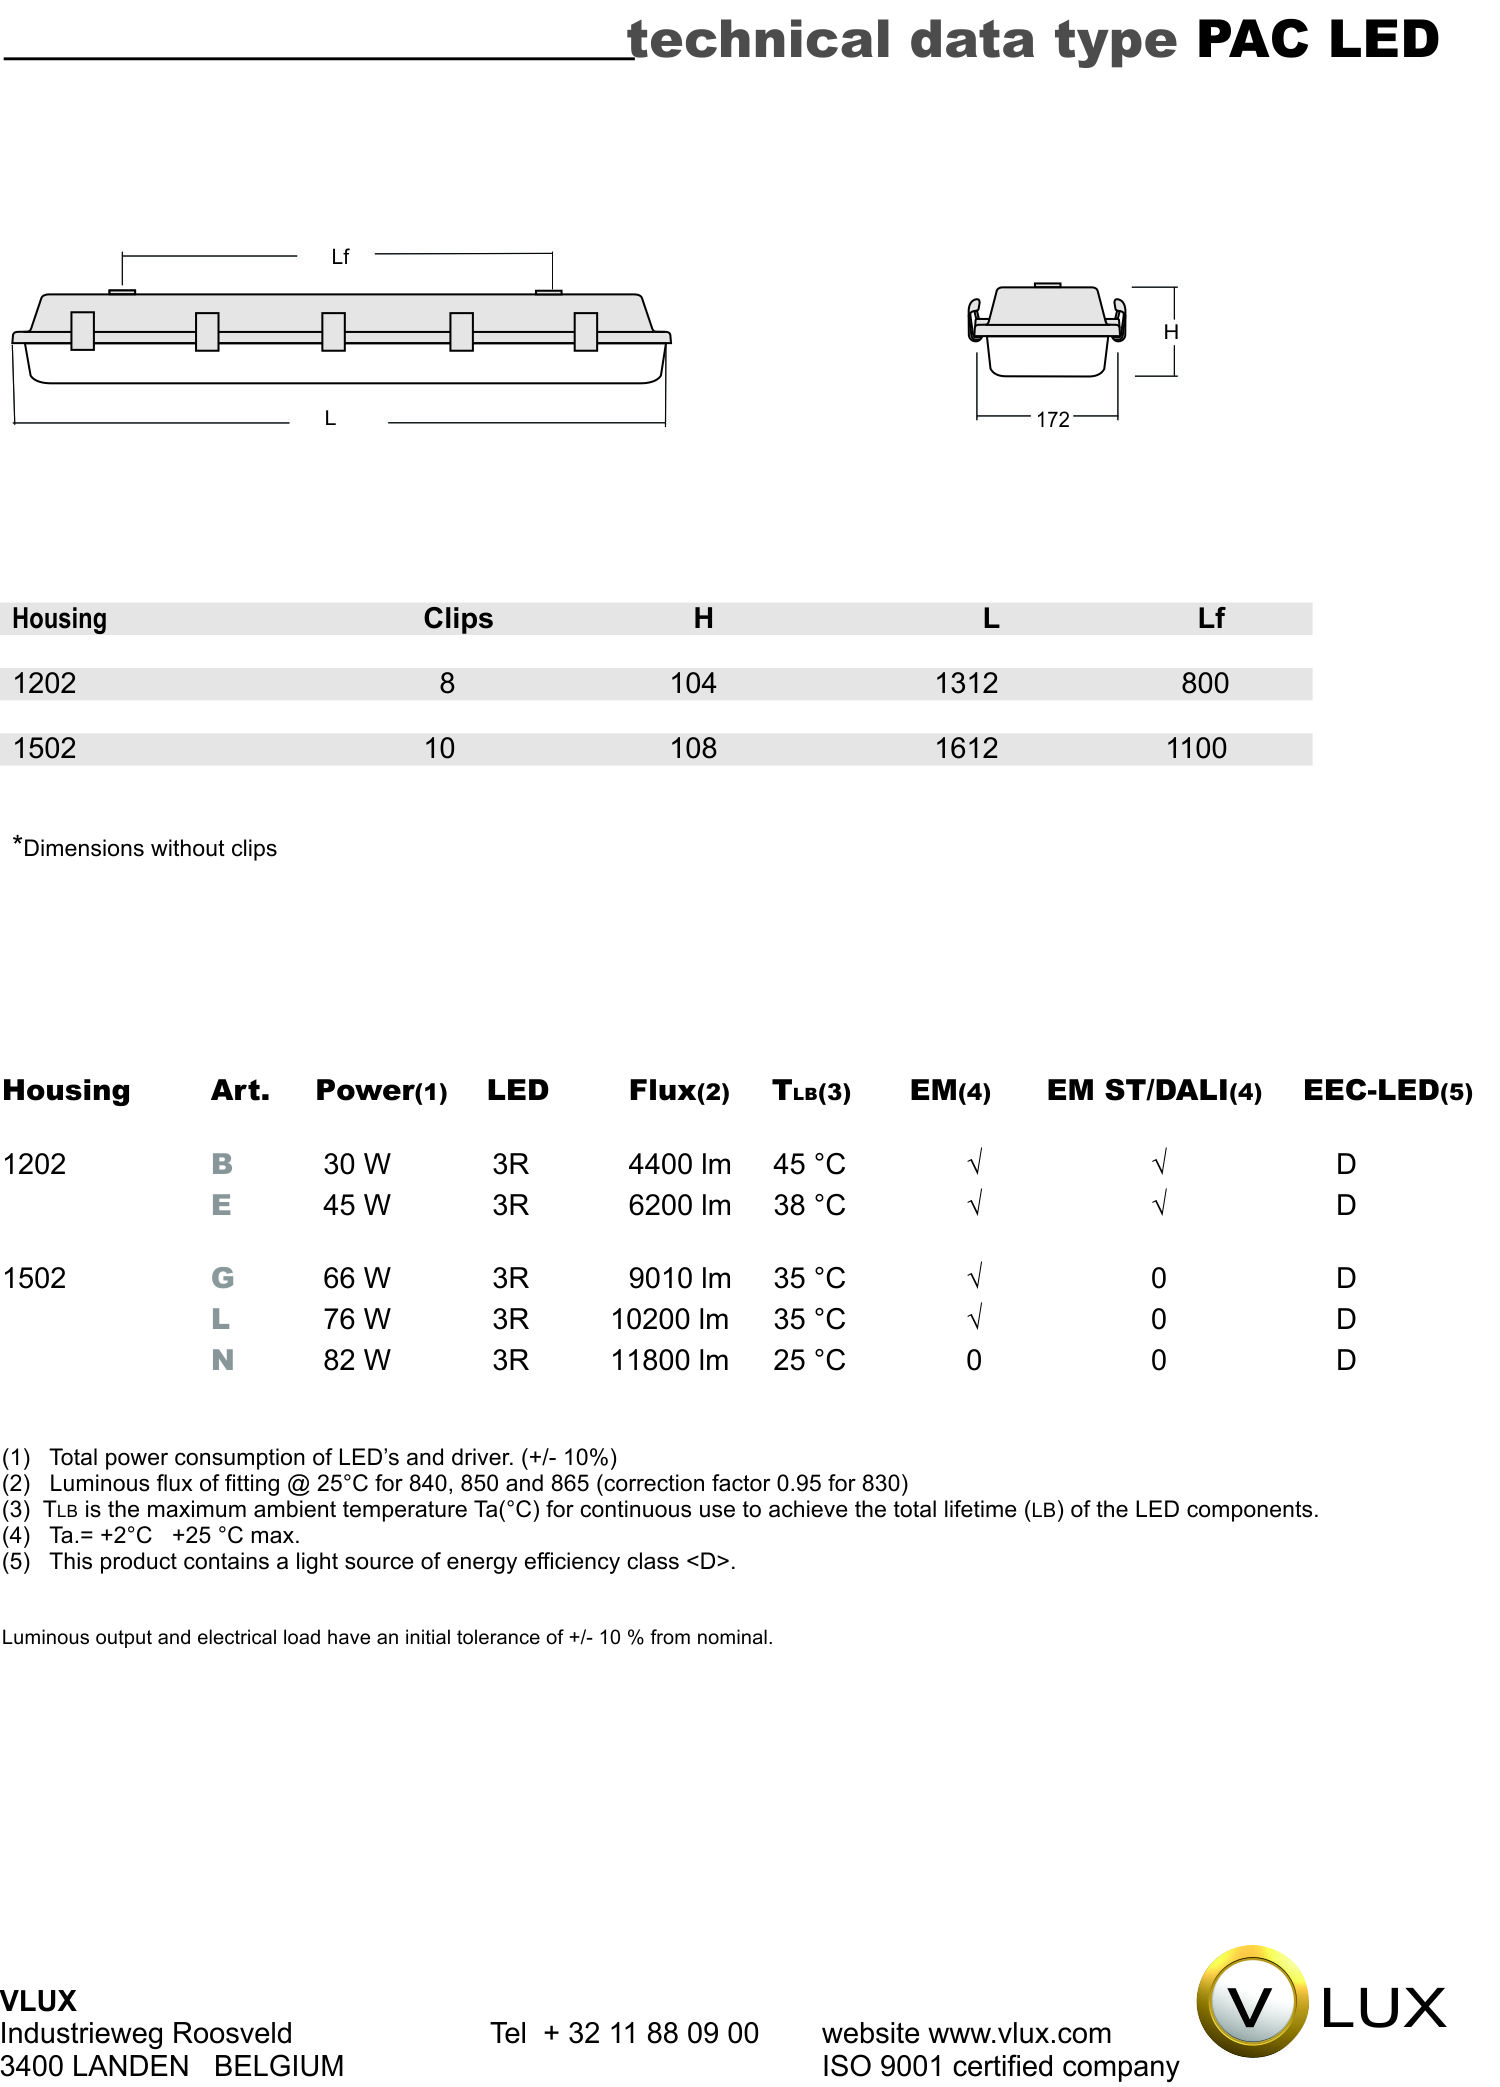 technical data type PAC LED
Lf
H
L
172
Housing Clips H L Lf
1202 8 104 1312 800
1502 10 108 1612 1100
*Dimensions without clips
Housing Art. Power(1) LED Flux(2) TLB(3) EM(4) EM ST/DALI(4) EEC-LED(5)
1202 B 30 W 3R 4400 lm 45 °C √ √ D
E 45 W 3R 6200 lm 38 °C √ √ D
1502 G 66 W 3R 9010 lm 35 °C √ 0 D
L 76 W 3R 10200 lm 35 °C √ 0 D
N 82 W 3R 11800 lm 25 °C 0 0 D
(1) Total power consumption of LED’s and driver. (+/- 10%)
(2) Luminous flux of fitting @ 25°C for 840, 850 and 865 (correction factor 0.95 for 830)
(3) TLB is the maximum ambient temperature Ta(°C) for continuous use to achieve the total lifetime (LB) of the LED components.
(4) Ta.= +2°C +25 °C max.
(5) This product contains a light source of energy efficiency class <D>.
Luminous output and electrical load have an initial tolerance of +/- 10 % from nominal.
VLUX
Industrieweg Roosveld Tel + 32 11 88 09 00 website www.vlux.com
3400 LANDEN BELGIUM ISO 9001 certified company
V LUX